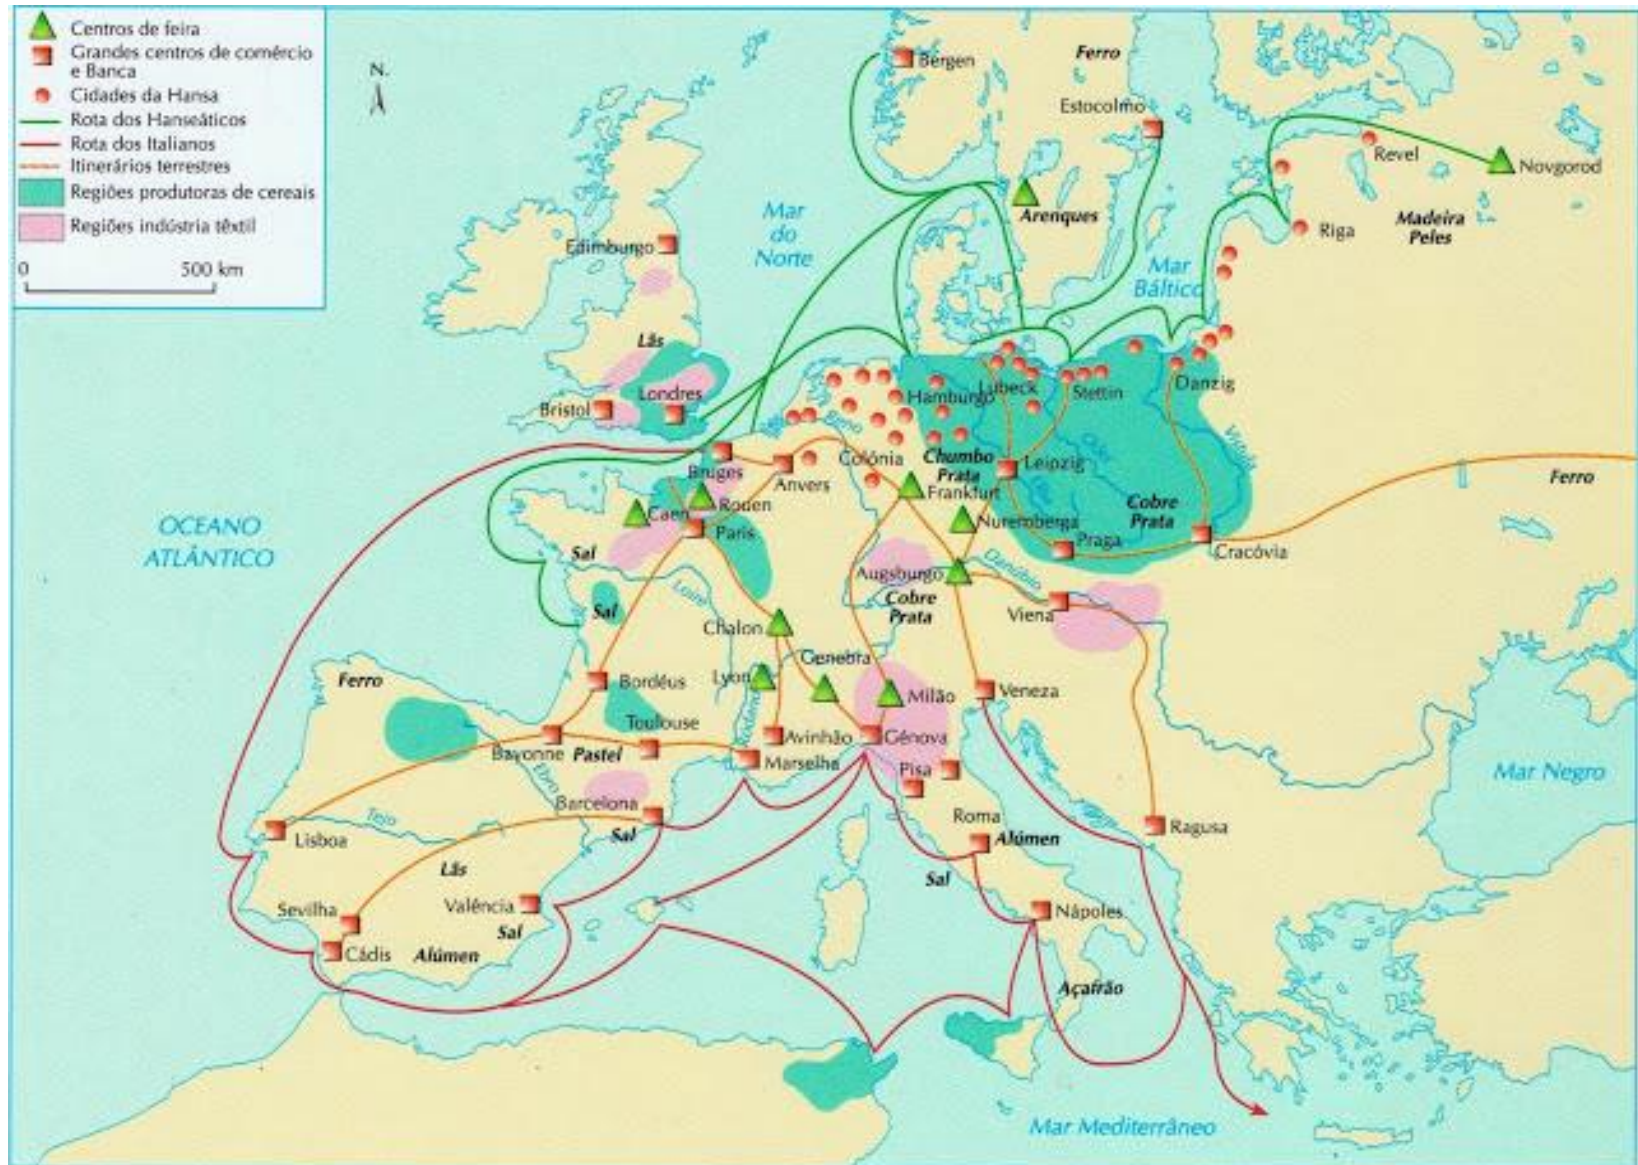 Centros de feira
Grandes centros de comércio
e Banca
Cidades da Hansa
Rota dos Hanseáticos
Rota dos Italianos
Itinerários terrestres
Regiões produtoras de cereais
Regiões indústria têxtil
0 500 km
N.
Bergen
Ferro
Estocolmo
Revel
Novgorod
Arenques
Madeira
Peles
Riga
Mar
do
Norte
Edimburgo
Mar
Báltico
Lãs
Londres
Bristol
Hamburgo
Lubeck
Stettin
Danzig
Vístula
Bruges
Anvers
Colónia
Chumbo
Prata
Leipzig
Oder
Frankfurt
Cobre
Prata
Ferro
OCEANO
ATLÂNTICO
Caen
Rouen
Paris
Nuremberga
Praga
Cracóvia
Sal
Augsburgo
Danúbio
Cobre
Prata
Loire
Sal
Viena
Chalon
Genebra
Lyon
Ródano
Milão
Veneza
Ferro
Bordéus
Toulouse
Bayonne
Pastel
Avinhão
Génova
Marselha
Pisa
Mar Negro
Ebro
Barcelona
Sal
Tejo
Lisboa
Roma
Alúmen
Ragusa
Lãs
Sal
Sevilha
Valência
Sal
Nápoles
Cádis
Alúmen
Açafrão
Mar Mediterrâneo